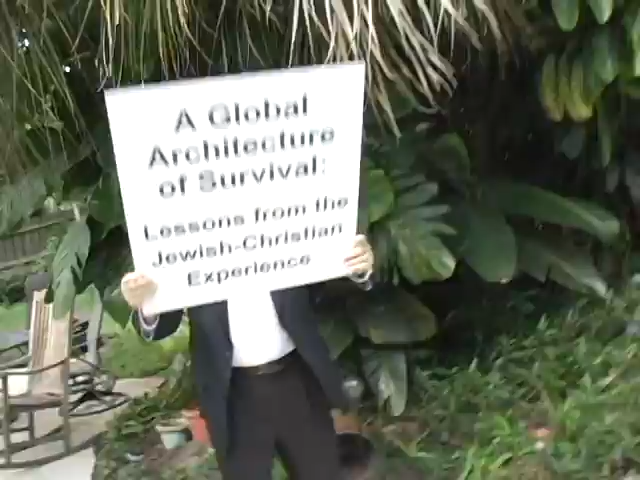 A Global
Architecture
of Survival:
Lessons from the
Jewish-Christian
Experience